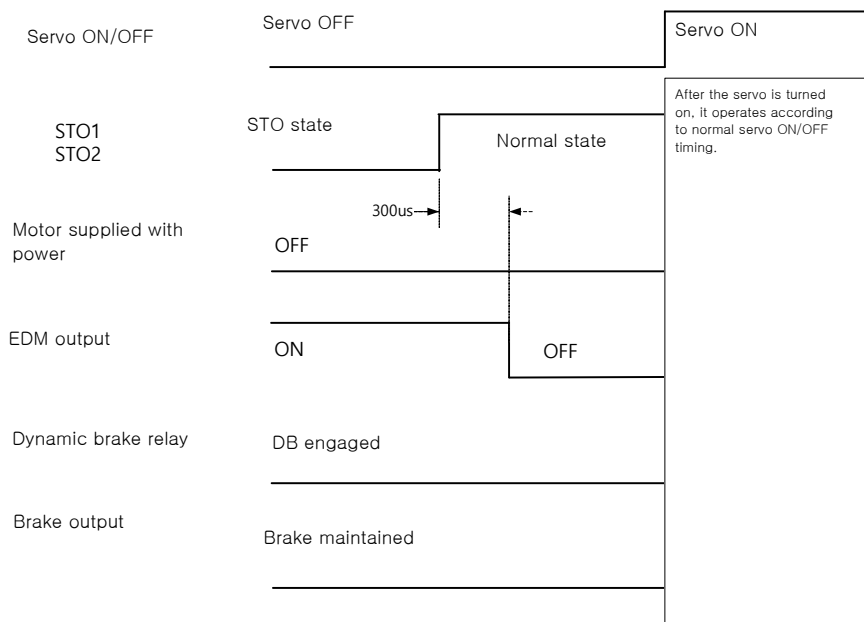 Servo ON/OFF
Servo OFF
Servo ON
After the servo is turned
on, it operates according
to normal servo ON/OFF
timing.
STO1
STO2
STO state
Normal state
300us
Motor supplied with
power
OFF
EDM output
ON
OFF
Dynamic brake relay
DB engaged
Brake output
Brake maintained